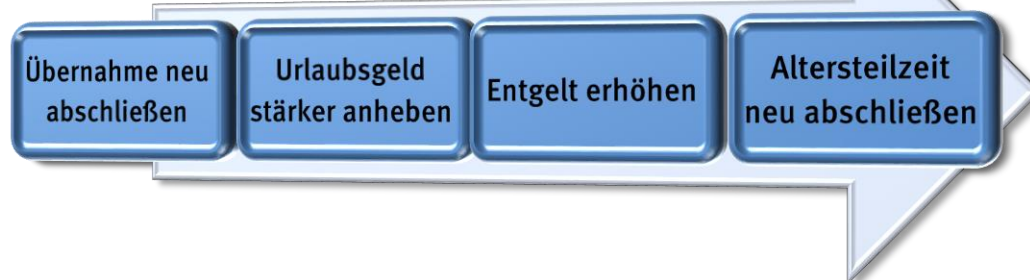 Übernahme neu
abschließen
Urlaubsgeld
stärker anheben
Entgelt erhöhen
Altersteilzeit
neu abschließen